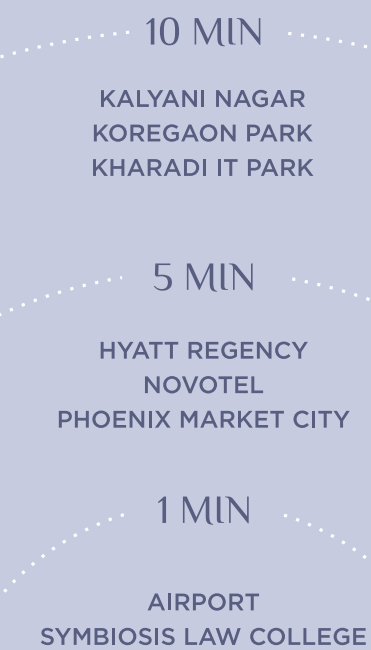 10 MIN
KALYANI NAGAR
KOREGAON PARK
KHARADI IT PARK
5 MIN
HYATT REGENCY
NOVOTEL
PHOENIX MARKET CITY
1 MIN
AIRPORT
SYMBIOSIS LAW COLLEGE